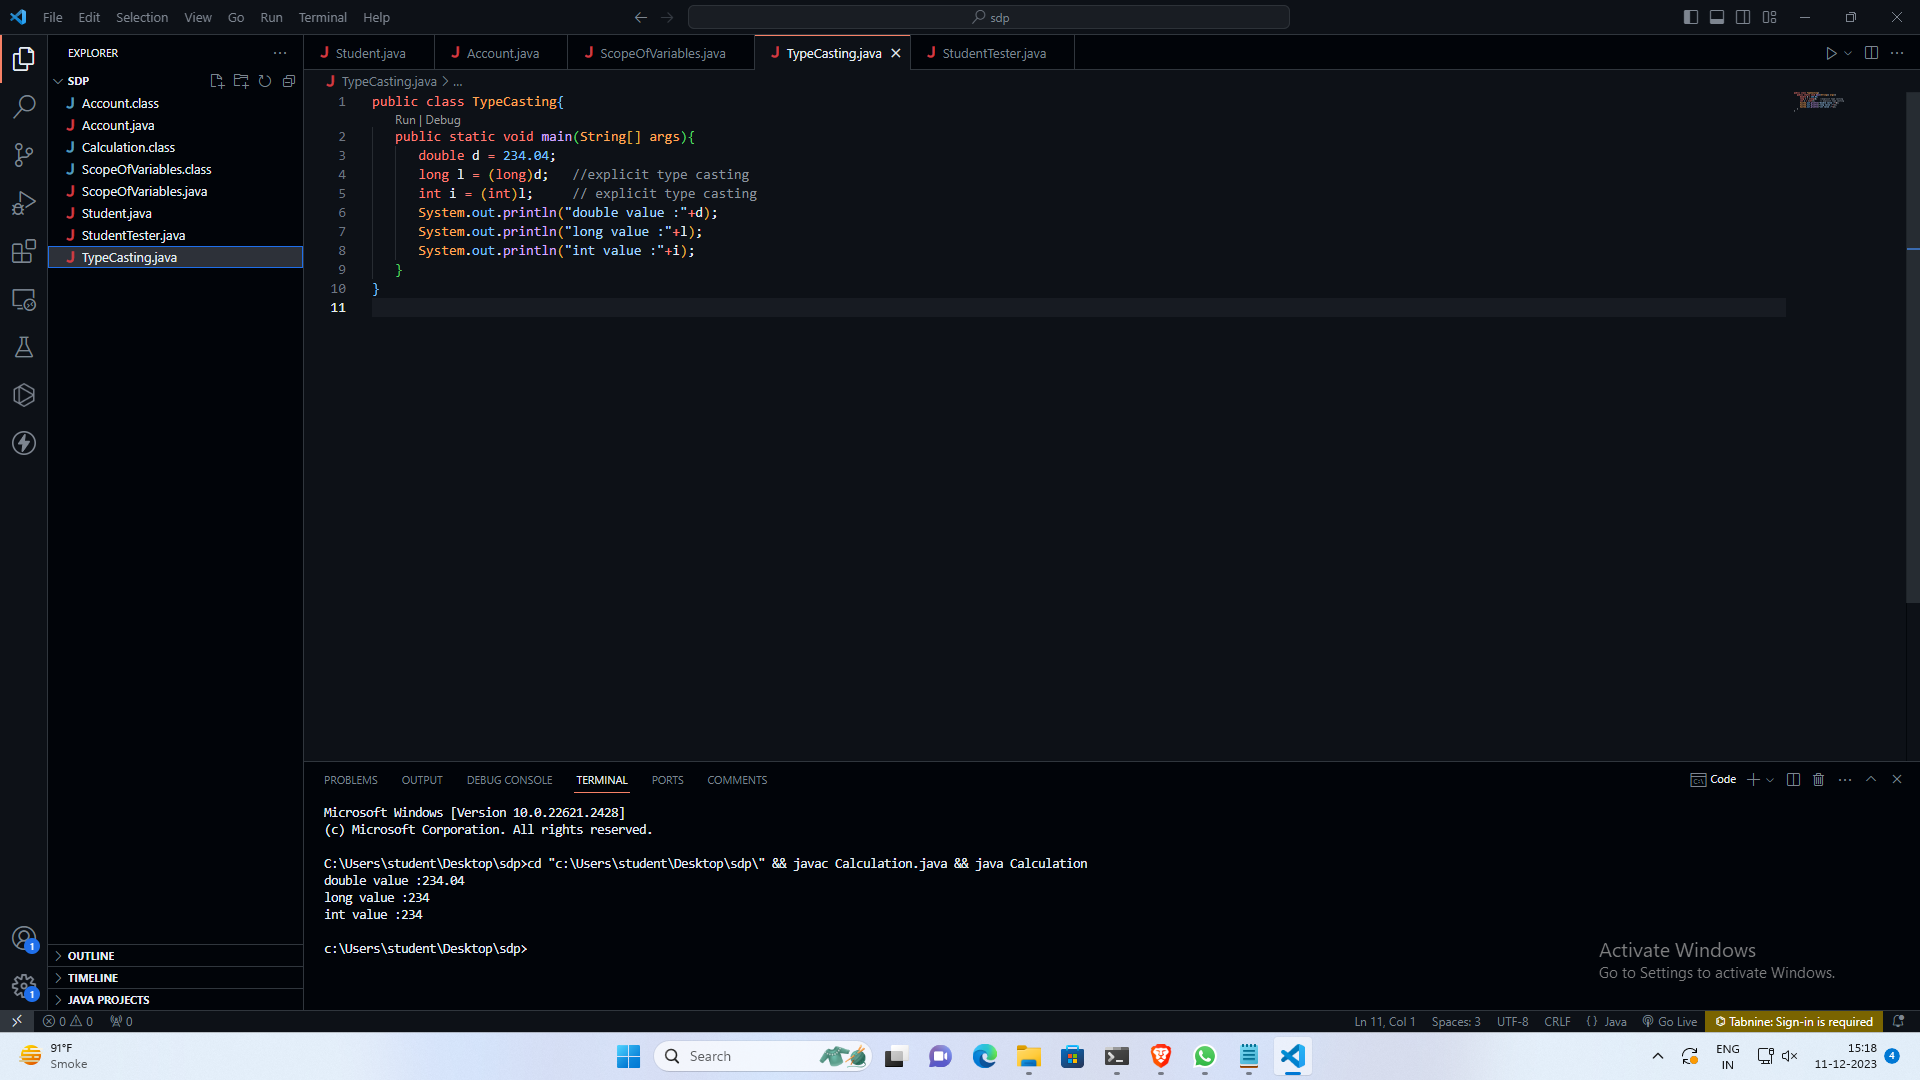 File Edit Selection View Go Run Terminal Help
sdp
EXPLORER
SDP
Account.class
Account.java
Calculation.class
ScopeOfVariables.class
ScopeOfVariables.java
Student.java
StudentTester.java
TypeCasting.java
OUTLINE
TIMELINE
JAVA PROJECTS
Student.java Account.java ScopeOfVariables.java TypeCasting.java StudentTester.java
TypeCasting.java > ...
1 public class TypeCasting{
Run | Debug
2 public static void main(String[] args){
3 double d = 234.04;
4 long l = (long)d; //explicit type casting
5 int i = (int)l; // explicit type casting
6 System.out.println("double value :"+d);
7 System.out.println("long value :"+l);
8 System.out.println("int value :"+i);
9 }
10 }
11
PROBLEMS OUTPUT DEBUG CONSOLE TERMINAL PORTS COMMENTS
Code
Microsoft Windows [Version 10.0.22621.2428]
(c) Microsoft Corporation. All rights reserved.
C:\Users\student\Desktop\sdp>cd "c:\Users\student\Desktop\sdp\" && javac Calculation.java && java Calculation
double value :234.04
long value :234
int value :234
c:\Users\student\Desktop\sdp>
Activate Windows
Go to Settings to activate Windows.
1
1
0 0 0
Ln 11, Col 1 Spaces: 3 UTF-8 CRLF { } Java Go Live Tabnine: Sign-in is required
91°F
Smoke
Search
ENG
IN
15:18
11-12-2023
4